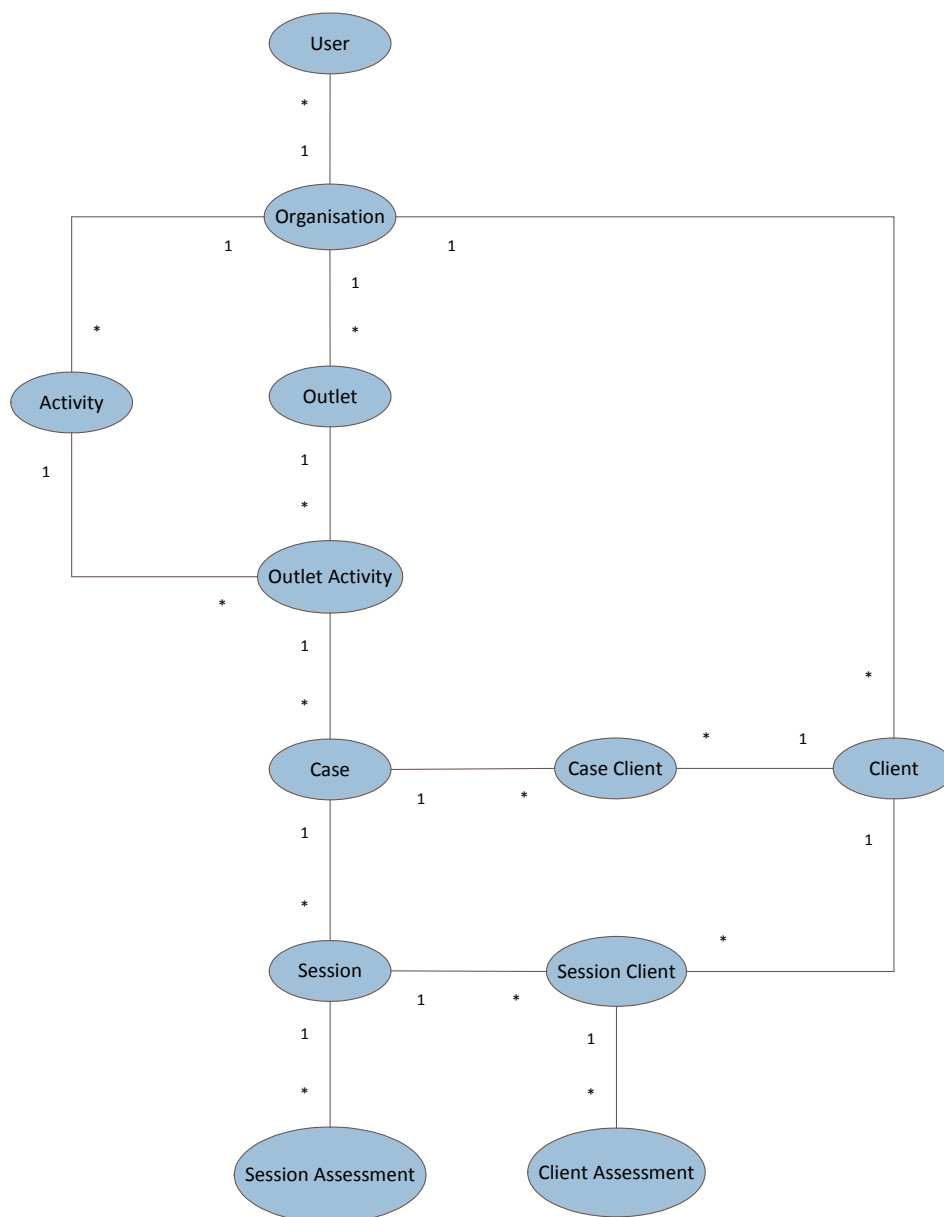 User
*
1
Organisation
1
1
1
*
*
Activity
Outlet
1
1
*
Outlet Activity
*
1
*
*
*
1
Case
Case Client
Client
1
*
1
1
*
*
Session
Session Client
1
*
1
1
*
*
Session Assessment
Client Assessment